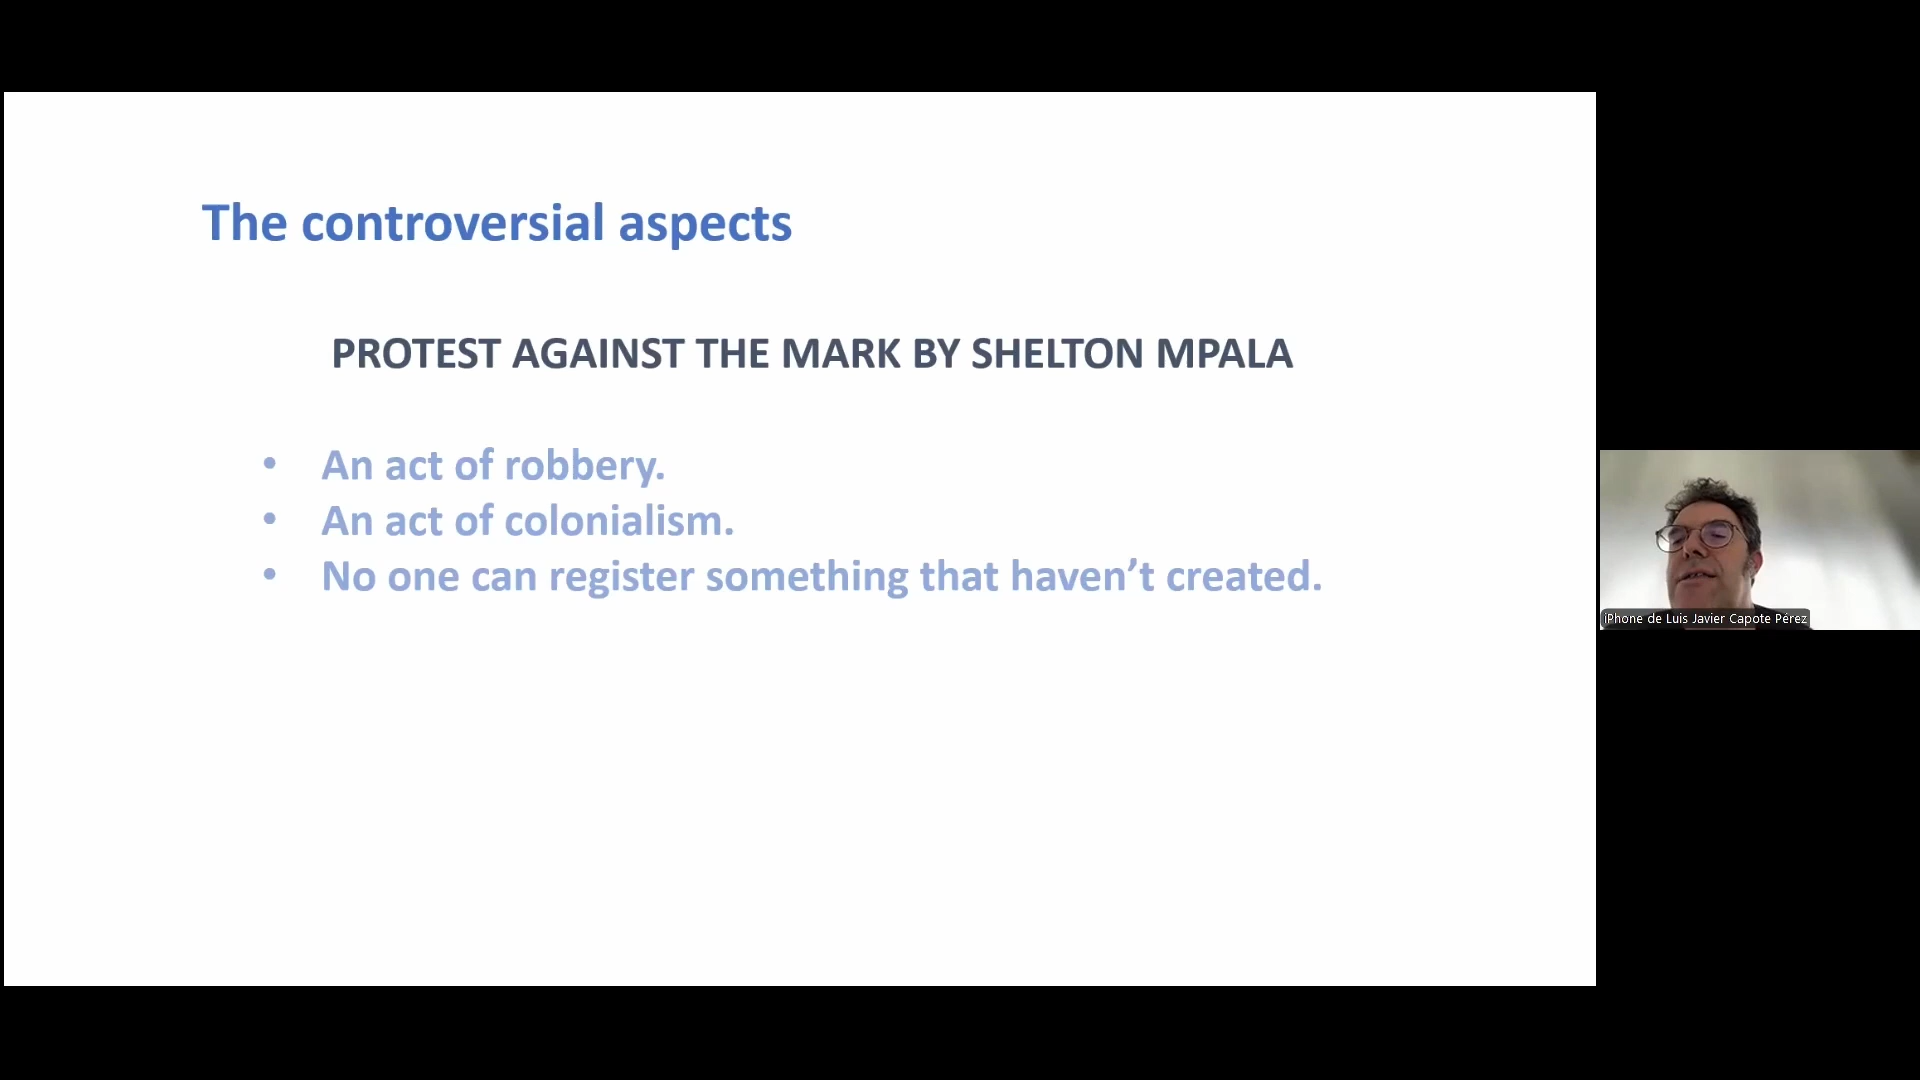 The controversial aspects
PROTEST AGAINST THE MARK BY SHELTON MPALA
• An act of robbery.
• An act of colonialism.
• No one can register something that haven’t created.
iPhone de Luis Javier Capote Pérez